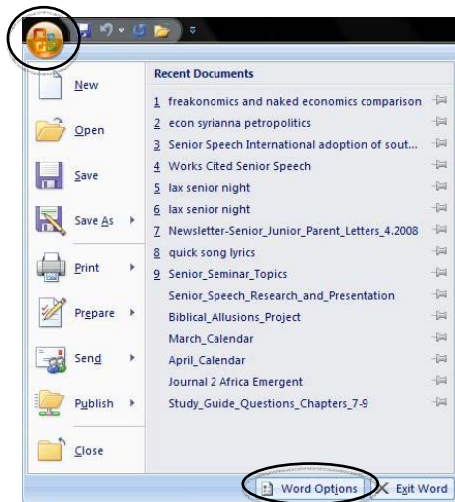 New
Open
Save
Save As
Print
Prepare
Send
Publish
Close
Recent Documents
1 freakoncmics and naked economics comparison
2 econ syrianna petropolitics
3 Senior Speech International adoption of sout...
4 Works Cited Senior Speech
5 lax senior night
6 lax senior night
7 Newsletter-Senior_Junior_Parent_Letters_4.2008
8 quick song lyrics
9 Senior_Seminar_Topics
Senior_Speech_Research_and_Presentation
Biblical_Allusions_Project
March_Calendar
April_Calendar
Journal 2 Africa Emergent
Study_Guide_Questions_Chapters_7-9
Word Options
Exit Word